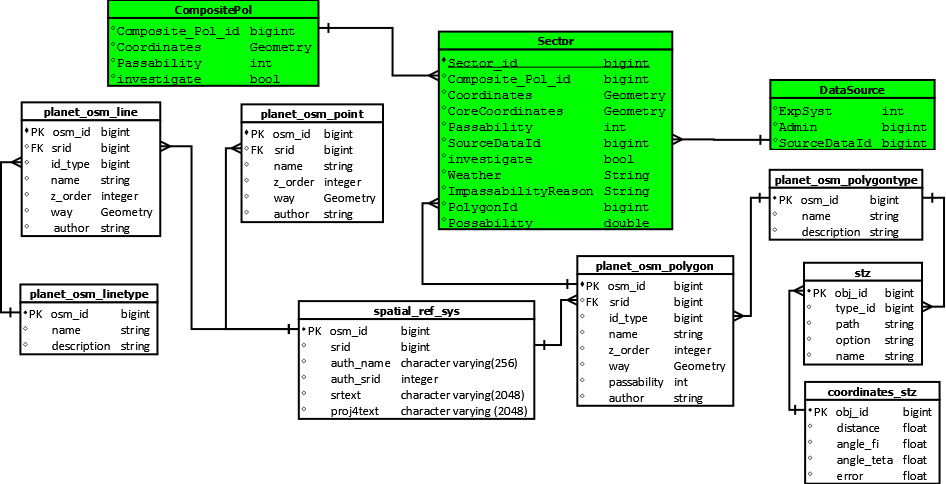 CompositePol
Composite_Pol_id bigint
Coordinates Geometry
Passability int
investigate bool
Sector
Sector_id bigint
Composite_Pol_id bigint
Coordinates Geometry
CoreCoordinates Geometry
Passability int
SourceDataId bigint
investigate bool
Weather String
ImpassabilityReason String
PolygonId bigint
Possability double
DataSource
ExpSyst int
Admin bigint
SourceDataId bigint
planet_osm_line
PK osm_id bigint
FK srid bigint
id_type bigint
name string
z_order integer
way Geometry
author string
planet_osm_point
PK osm_id bigint
FK srid bigint
name string
z_order integer
way Geometry
author string
planet_osm_polygontype
PK osm_id bigint
name string
description string
planet_osm_linetype
PK osm_id bigint
name string
description string
spatial_ref_sys
PK osm_id bigint
srid bigint
auth_name character varying(256)
auth_srid integer
srtext character varying(2048)
proj4text character varying (2048)
planet_osm_polygon
PK osm_id bigint
FK srid bigint
id_type bigint
name string
z_order integer
way Geometry
passability int
author string
stz
PK obj_id bigint
type_id bigint
path string
option string
name string
coordinates_stz
PK obj_id bigint
distance float
angle_fi float
angle_teta float
error float